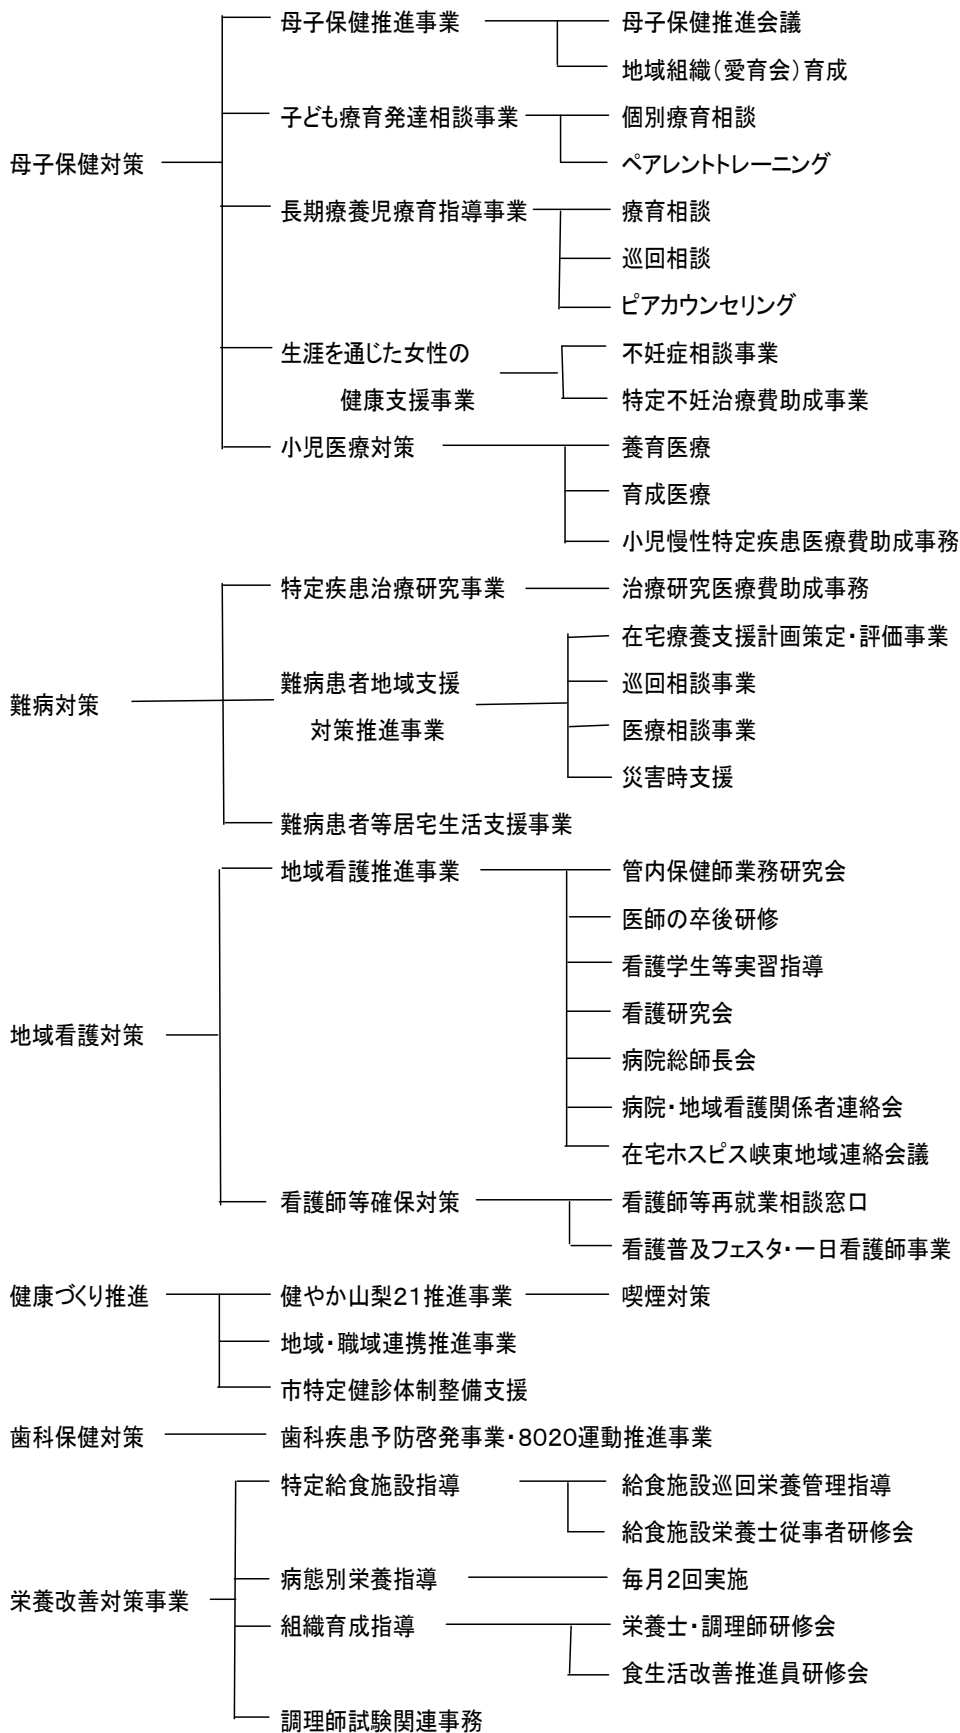 母子保健推進事業 母子保健推進会議
地域組織（愛育会）育成
子ども療育発達相談事業 個別療育相談
母子保健対策 ペアレントトレーニング
長期療養児療育指導事業 療育相談
巡回相談
ピアカウンセリング
生涯を通じた女性の 不妊症相談事業
健康支援事業 特定不妊治療費助成事業
小児医療対策 養育医療
育成医療
小児慢性特定疾患医療費助成事務
特定疾患治療研究事業 治療研究医療費助成事務
在宅療養支援計画策定・評価事業
難病患者地域支援 巡回相談事業
難病対策
対策推進事業 医療相談事業
災害時支援
難病患者等居宅生活支援事業
地域看護推進事業 管内保健師業務研究会
医師の卒後研修
看護学生等実習指導
看護研究会
地域看護対策
病院総師長会
病院・地域看護関係者連絡会
在宅ホスピス峡東地域連絡会議
看護師等確保対策 看護師等再就業相談窓口
看護普及フェスタ・一日看護師事業
健康づくり推進 健やか山梨21推進事業 喫煙対策
地域・職域連携推進事業
市特定健診体制整備支援
歯科保健対策 歯科疾患予防啓発事業・8020運動推進事業
特定給食施設指導 給食施設巡回栄養管理指導
給食施設栄養士従事者研修会
病態別栄養指導 毎月2回実施
栄養改善対策事業
組織育成指導 栄養士・調理師研修会
食生活改善推進員研修会
調理師試験関連事務